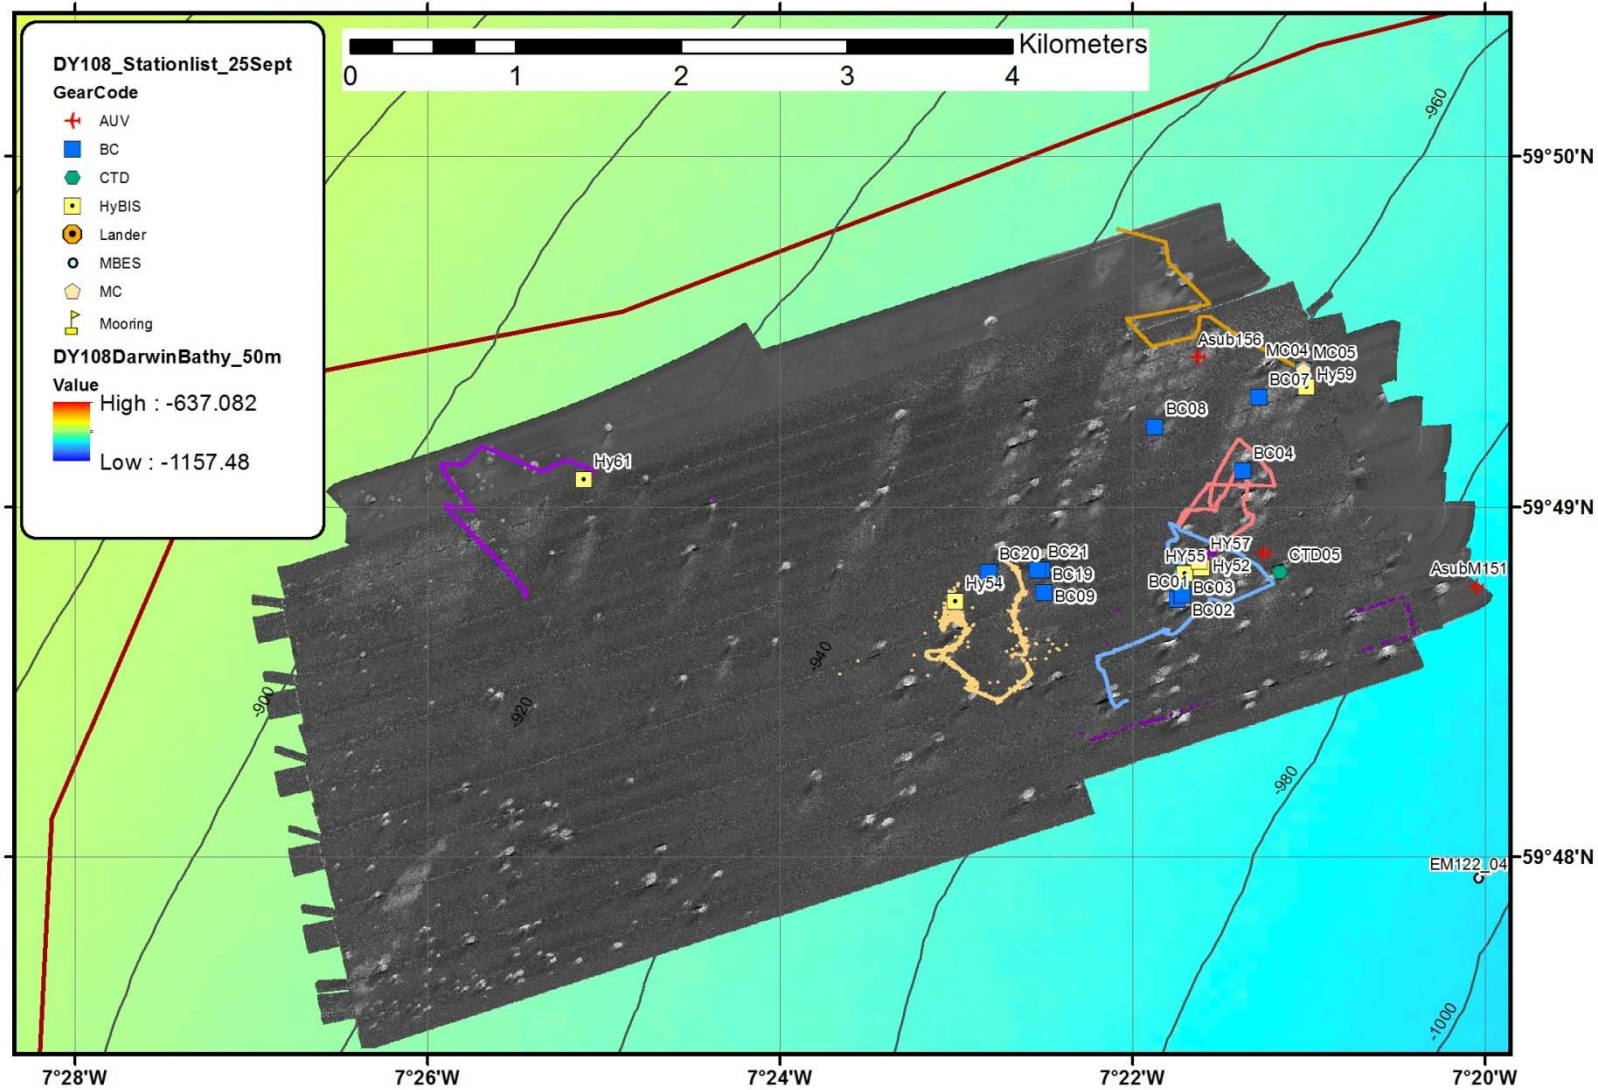 DY108_Stationlist_25Sept
GearCode
AUV
BC
CTD
HyBIS
Lander
MBES
MC
Mooring
DY108DarwinBathy_50m
Value
High : -637.082
Low : -1157.48
Kilometers
0 1 2 3 4
-960
59°50'N
Asub156
MC04 MC05
BC07 Hy59
BC08
BC04
Hy61
59°49'N
HY57
BC20 BC21
HY55
CTD05
Hy52
Hy54
BC19
BC01 BC03
AsubM151
BC09
BC02
-940
-900
-920
-980
59°48'N
EM122_04
-1000
7°28'W 7°26'W 7°24'W 7°22'W 7°20'W